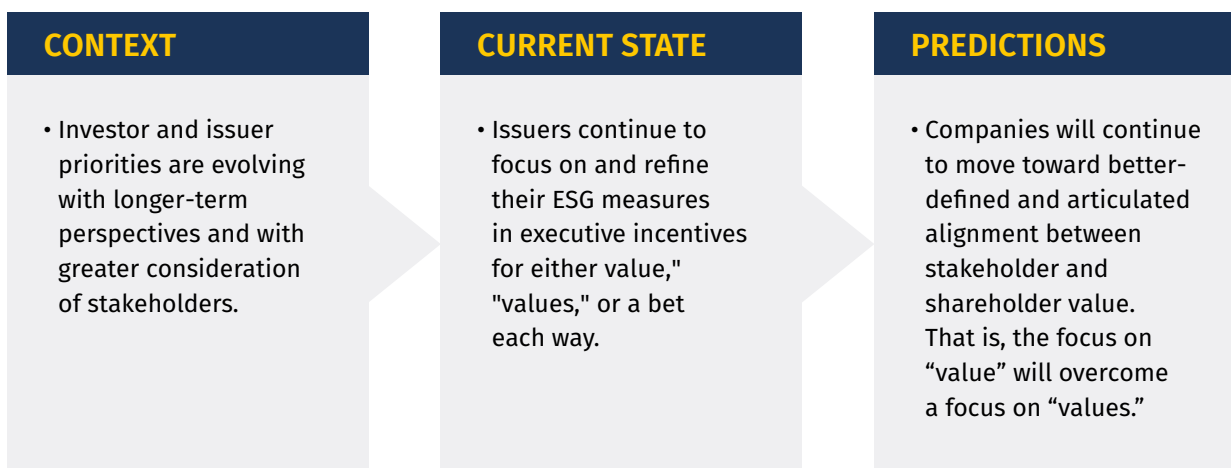 CONTEXT
• Investor and issuer
priorities are evolving
with longer-term
perspectives and with
greater consideration
of stakeholders.
CURRENT STATE
• Issuers continue to
focus on and refine
their ESG measures
in executive incentives
for either value,"
"values," or a bet
each way.
PREDICTIONS
• Companies will continue
to move toward better-
defined and articulated
alignment between
stakeholder and
shareholder value.
That is, the focus on
“value” will overcome
a focus on “values.”